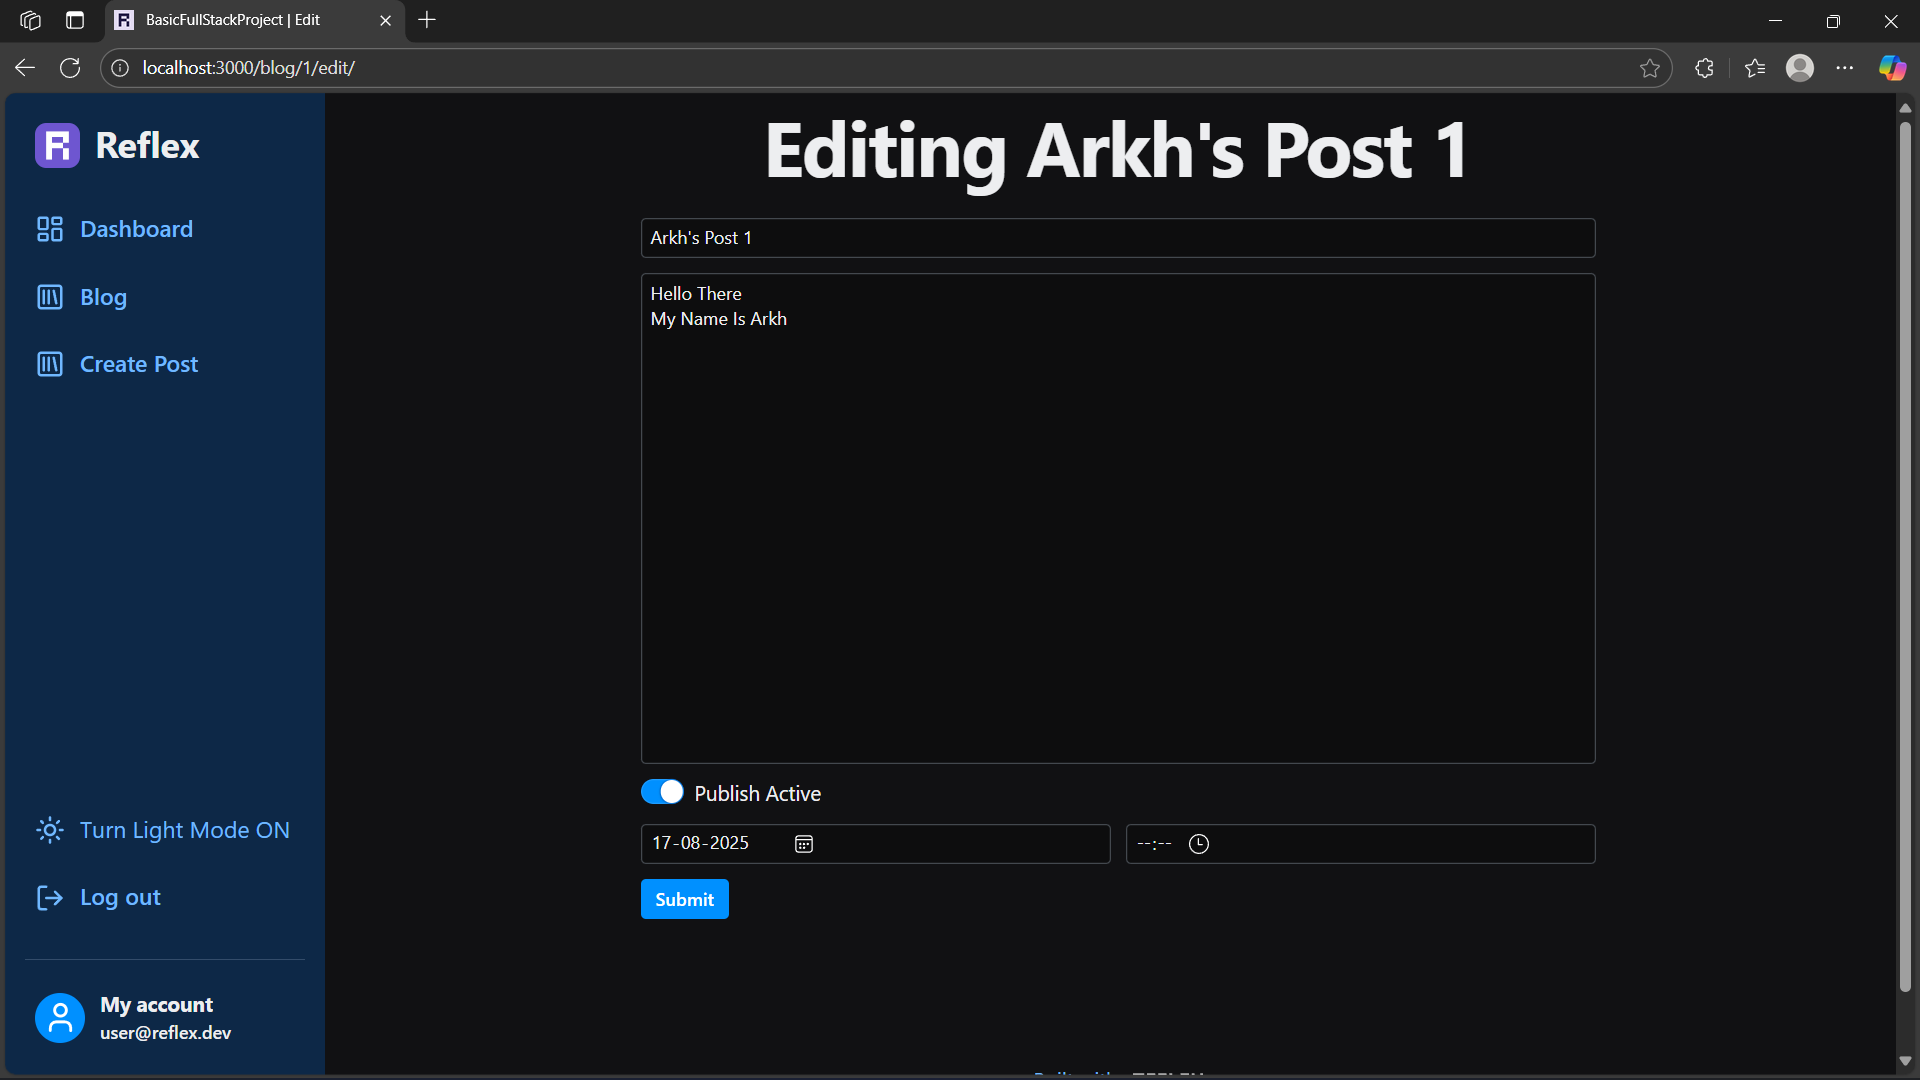 BasicFullStackProject | Edit
localhost:3000/blog/1/edit/
Reflex
Dashboard
Blog
Create Post
Turn Light Mode ON
Log out
My account
user@reflex.dev
Editing Arkh's Post 1
Arkh's Post 1
Hello There
My Name Is Arkh
Publish Active
17-08-2025
--:--
Submit